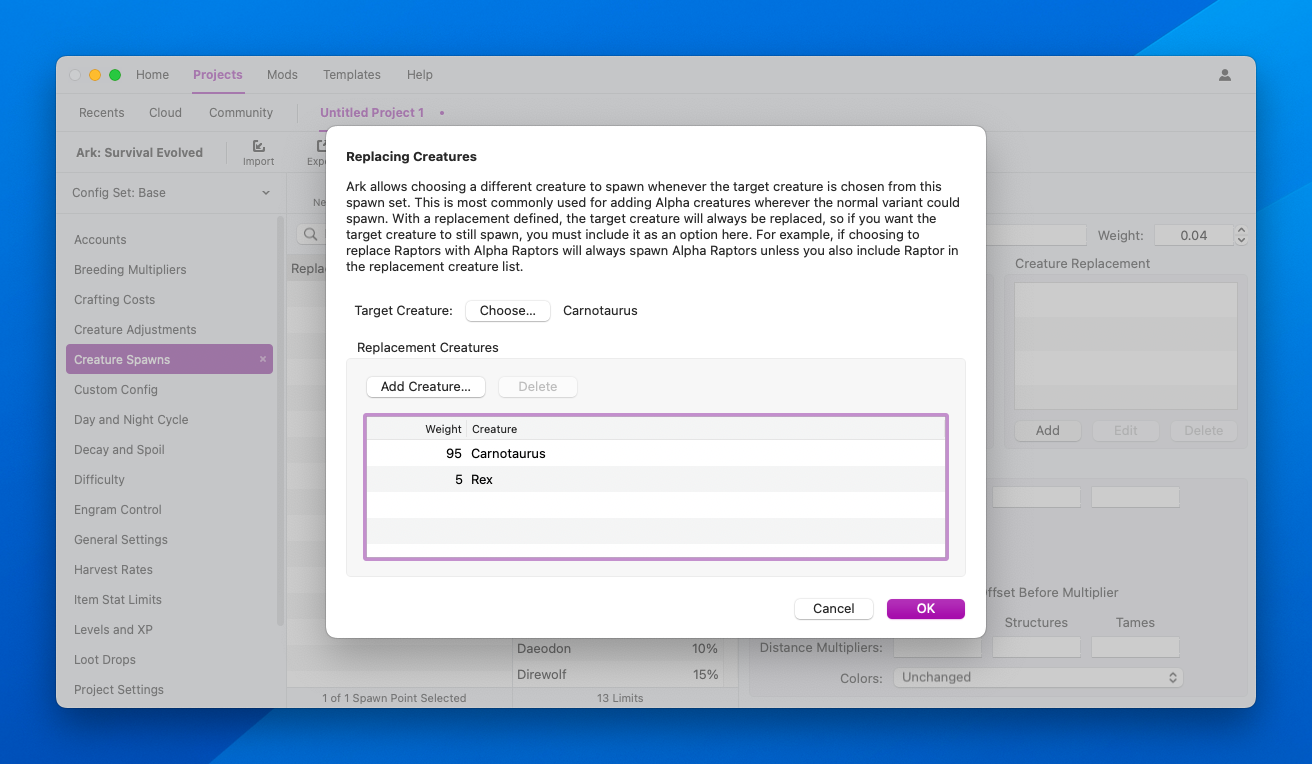 Home Projects Mods Templates Help
Recents Cloud Community Untitled Project 1
Ark: Survival Evolved
Import
Config Set: Base
Accounts
Breeding Multipliers
Crafting Costs
Creature Adjustments
Creature Spawns
Custom Config
Day and Night Cycle
Decay and Spoil
Difficulty
Engram Control
General Settings
Harvest Rates
Item Stat Limits
Levels and XP
Loot Drops
Project Settings
Replacing Creatures
Ark allows choosing a different creature to spawn whenever the target creature is chosen from this
spawn set. This is most commonly used for adding Alpha creatures wherever the normal variant could
spawn. With a replacement defined, the target creature will always be replaced, so if you want the
target creature to still spawn, you must include it as an option here. For example, if choosing to
replace Raptors with Alpha Raptors will always spawn Alpha Raptors unless you also include Raptor in
the replacement creature list.
Target Creature: Choose... Carnotaurus
Replacement Creatures
Add Creature... Delete
Weight Creature
95 Carnotaurus
5 Rex
Cancel OK
Weight: 0.04
Creature Replacement
Add Edit Delete
ffset Before Multiplier
Structures Tames
Distance Multipliers:
Colors: Unchanged
Daeodon 10%
Direwolf 15%
1 of 1 Spawn Point Selected
13 Limits